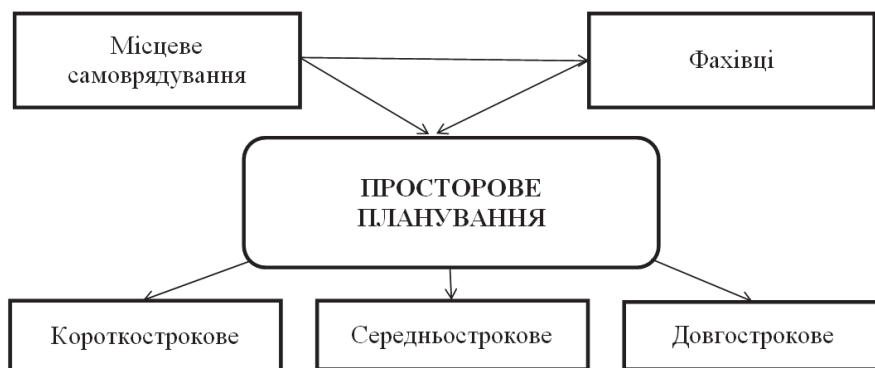 Місцеве
самоврядування
Фахівці
ПРОСТОРОВЕ
ПЛАНУВАННЯ
Короткострокове
Середньострокове
Довгострокове